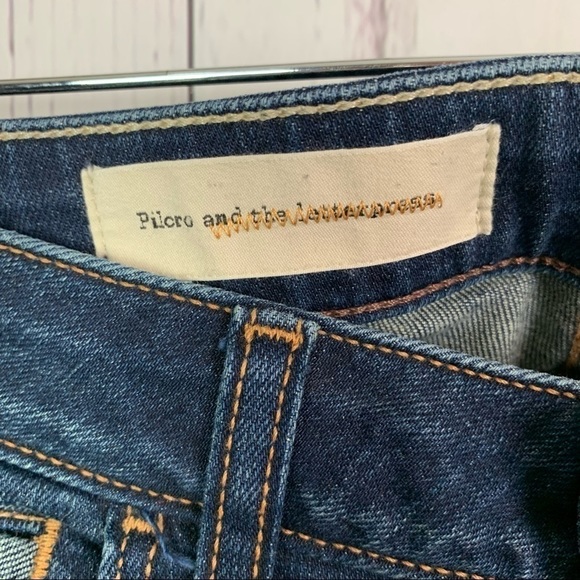 Pilcro and the letterpress